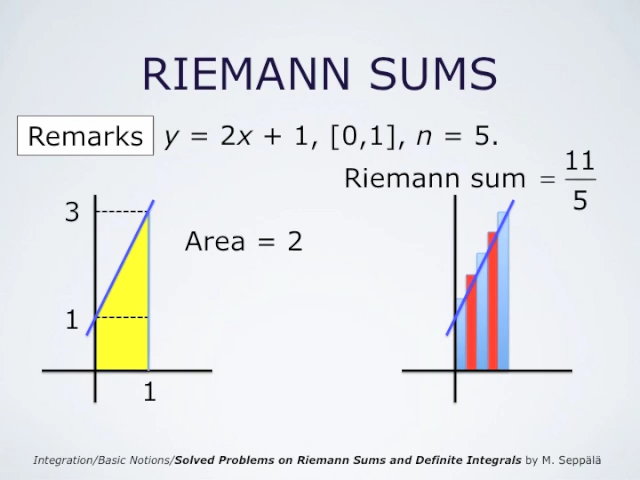 RIEMANN SUMS
Remarks y = 2x + 1, [0,1], n = 5.
Riemann sum = 11/5
3
Area = 2
1
1
Integration/Basic Notions/Solved Problems on Riemann Sums and Definite Integrals by M. Seppälä